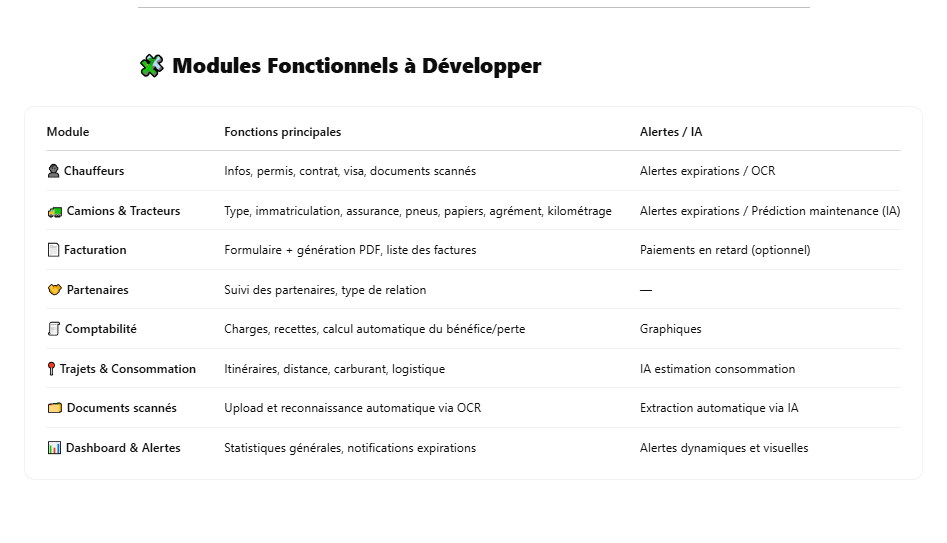 Modules Fonctionnels à Développer
Module Fonctions principales Alertes / IA
Chauffeurs Infos, permis, contrat, visa, documents scannés Alertes expirations / OCR
Camions & Tracteurs Type, immatriculation, assurance, pneus, papiers, agrément, kilométrage Alertes expirations / Prédiction maintenance (IA)
Facturation Formulaire + génération PDF, liste des factures Paiements en retard (optionnel)
Partenaires Suivi des partenaires, type de relation —
Comptabilité Charges, recettes, calcul automatique du bénéfice/perte Graphiques
Trajets & Consommation Itinéraires, distance, carburant, logistique IA estimation consommation
Documents scannés Upload et reconnaissance automatique via OCR Extraction automatique via IA
Dashboard & Alertes Statistiques générales, notifications expirations Alertes dynamiques et visuelles